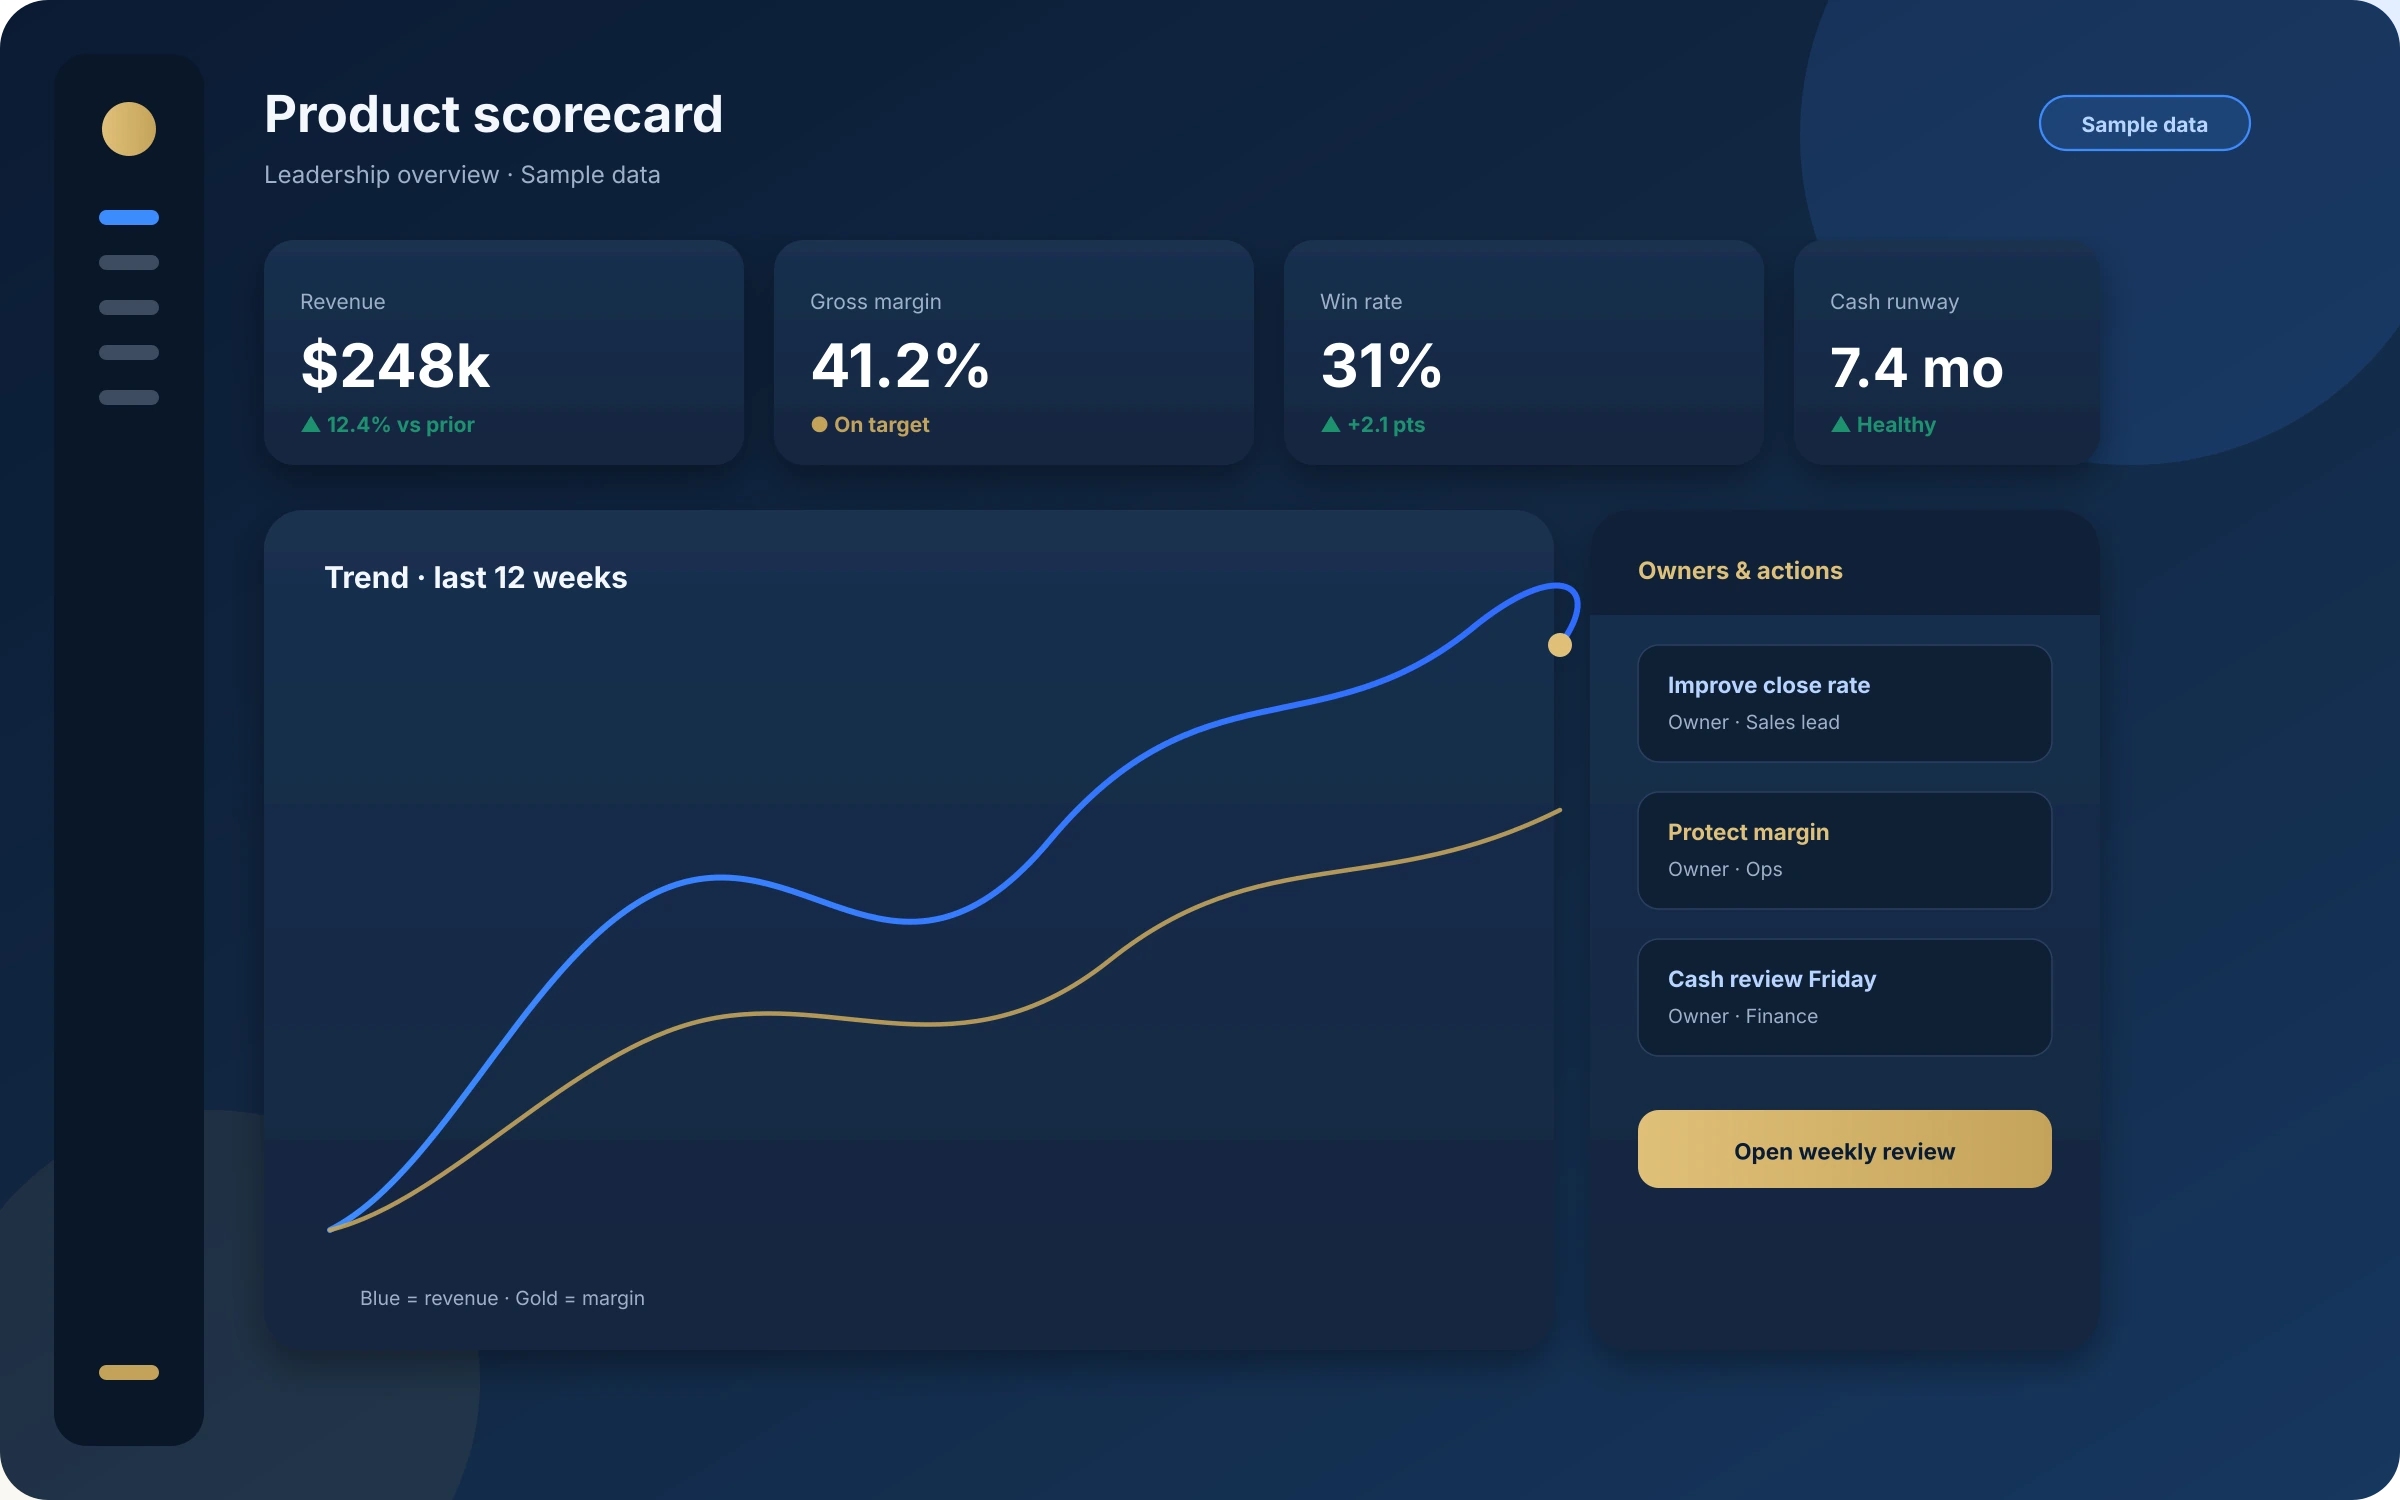 Product scorecard
Leadership overview · Sample data
Sample data
Revenue
$248k
▲ 12.4% vs prior
Gross margin
41.2%
● On target
Win rate
31%
▲ +2.1 pts
Cash runway
7.4 mo
▲ Healthy
Trend · last 12 weeks
Blue = revenue · Gold = margin
Owners & actions
Improve close rate
Owner · Sales lead
Protect margin
Owner · Ops
Cash review Friday
Owner · Finance
Open weekly review